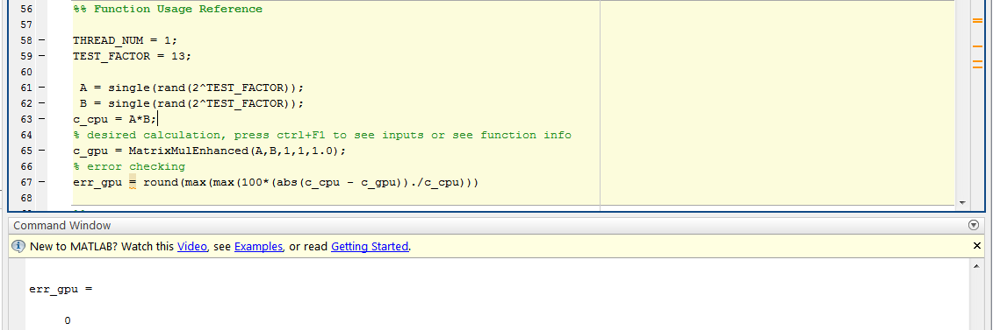 56 %% Function Usage Reference
57
58 – THREAD_NUM = 1;
59 – TEST_FACTOR = 13;
60
61 – A = single(rand(2^TEST_FACTOR));
62 – B = single(rand(2^TEST_FACTOR));
63 – c_cpu = A*B;
64 % desired calculation, press ctrl+F1 to see inputs or see function info
65 – c_gpu = MatrixMulEnhanced(A,B,1,1,1.0);
66 % error checking
67 – err_gpu = round(max(max(100*(abs(c_cpu - c_gpu))./c_cpu)))
68
Command Window
New to MATLAB? Watch this Video, see Examples, or read Getting Started.
err_gpu =
0